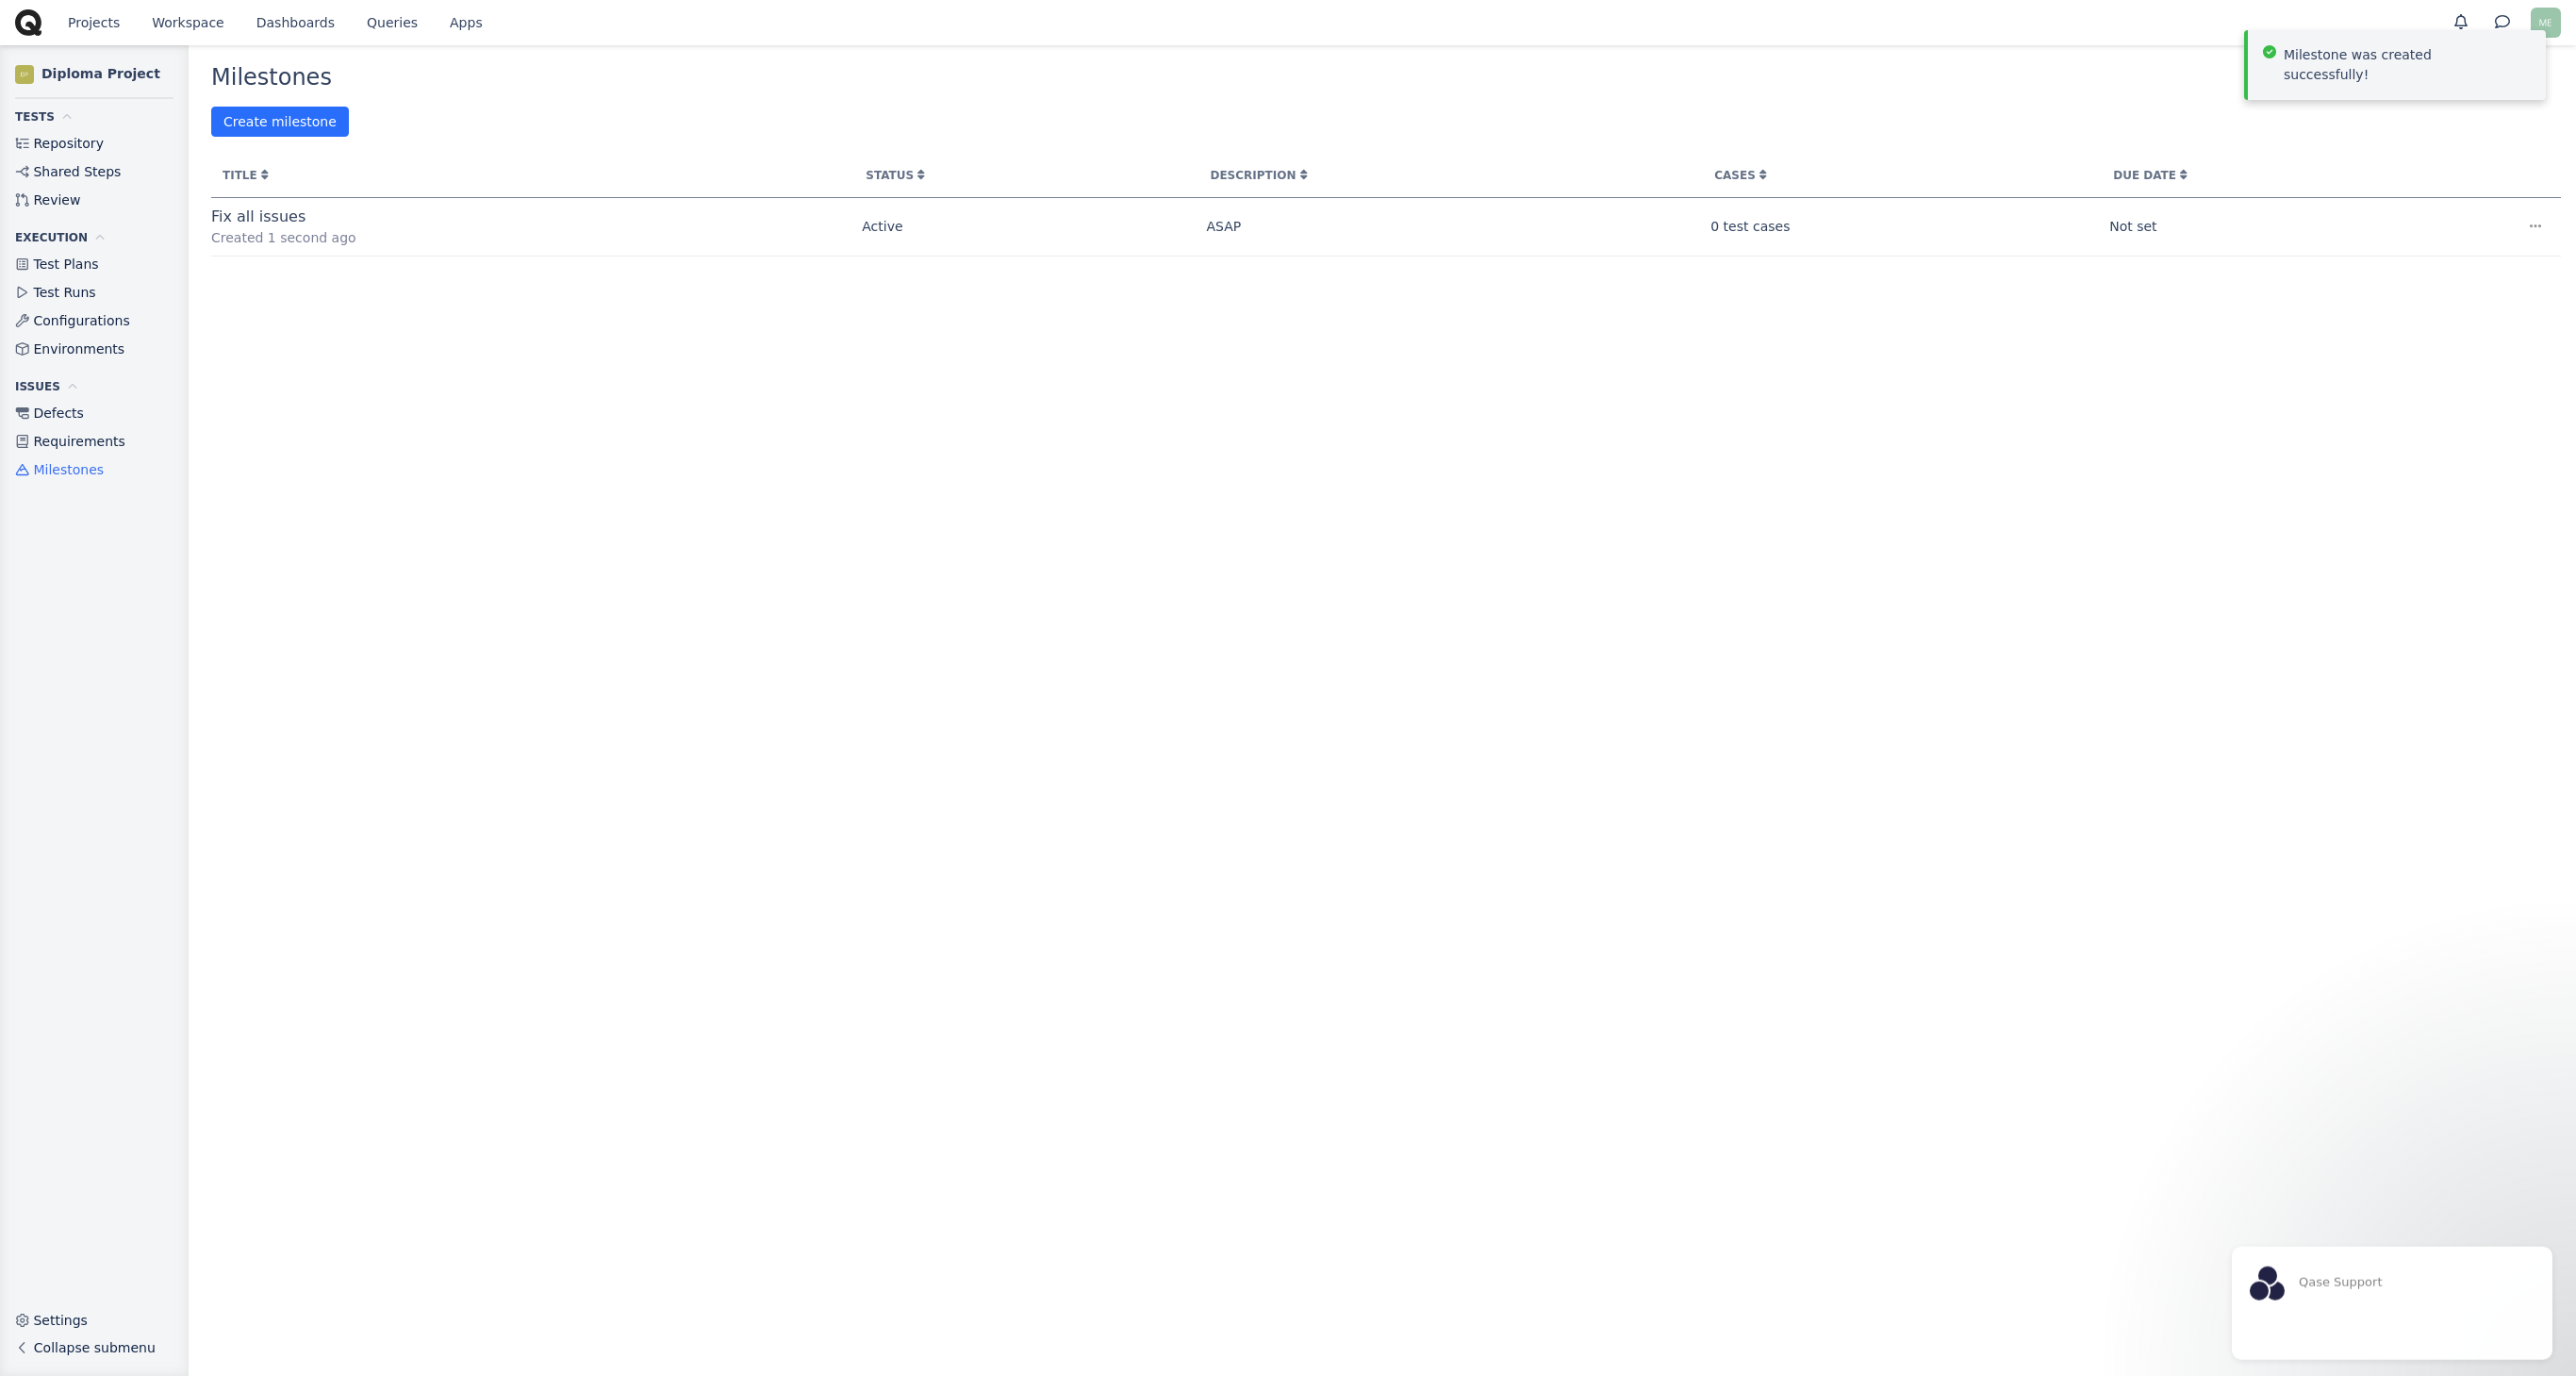 Projects Workspace Dashboards Queries Apps
ME
Milestone was created
successfully!
DP Diploma Project
TESTS
Repository
Shared Steps
Review
EXECUTION
Test Plans
Test Runs
Configurations
Environments
ISSUES
Defects
Requirements
Milestones
Settings
Collapse submenu
Milestones
Create milestone
TITLE STATUS DESCRIPTION CASES DUE DATE
Fix all issues
Created 1 second ago
Active ASAP 0 test cases Not set
Qase Support